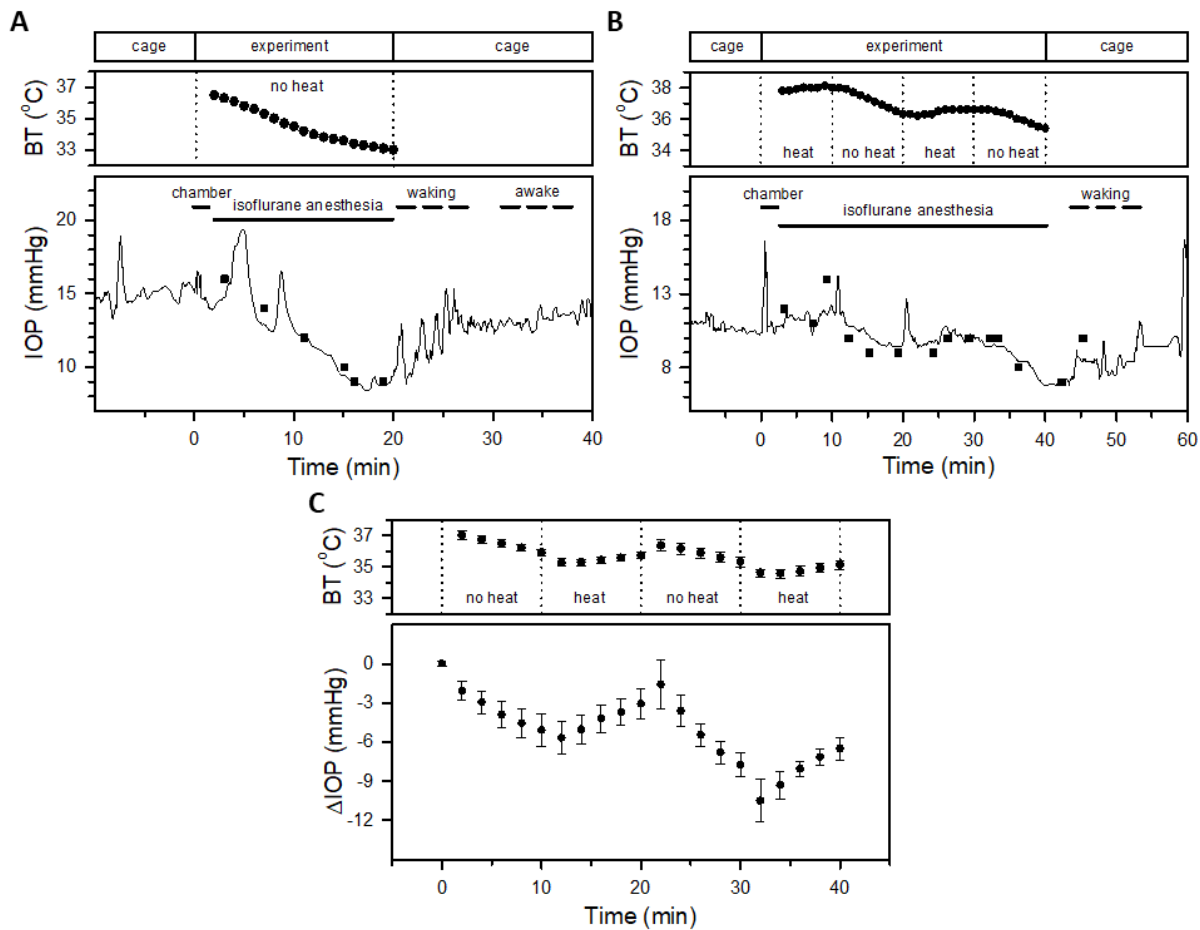 A
cage experiment cage
BT (°C)
37
35
33
no heat
IOP (mmHg)
20
15
10
chamber waking awake
isoflurane anesthesia
0 10 20 30 40
Time (min)
B
cage experiment cage
BT (°C)
38
36
34
heat no heat heat no heat
IOP (mmHg)
18
13
8
chamber waking
isoflurane anesthesia
0 10 20 30 40 50 60
Time (min)
C
BT (°C)
37
35
33
no heat heat no heat heat
ΔIOP (mmHg)
0
-3
-6
-9
-12
0 10 20 30 40
Time (min)